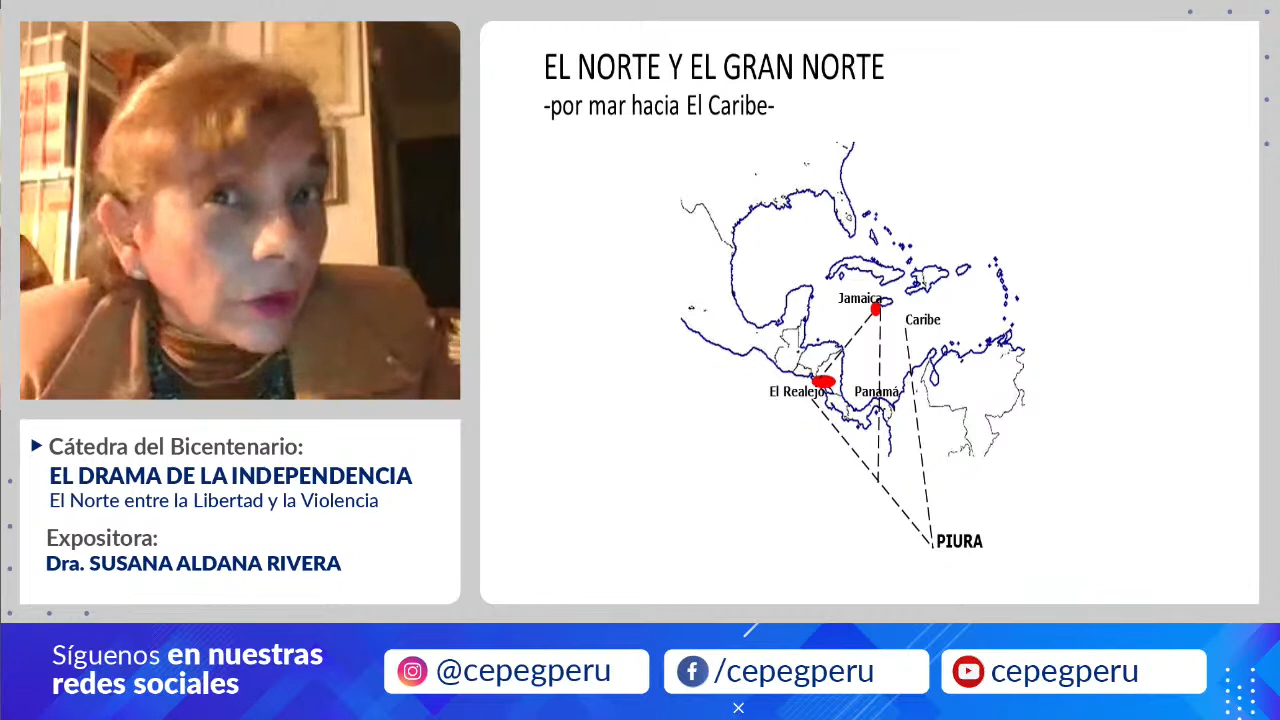 EL NORTE Y EL GRAN NORTE
-por mar hacia El Caribe-
Jamaica
Caribe
El Realejo
Panamá
PIURA
Cátedra del Bicentenario:
EL DRAMA DE LA INDEPENDENCIA
El Norte entre la Libertad y la Violencia
Expositora:
Dra. SUSANA ALDANA RIVERA
Síguenos en nuestras
redes sociales
@cepegperu
/cepegperu
cepegperu